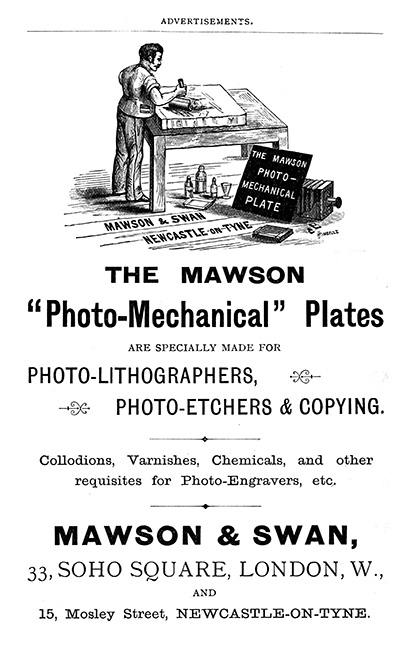 ADVERTISEMENTS.
THE MAWSON
PHOTO-
MECHANICAL
PLATE
MAWSON & SWAN
NEWCASTLE-ON-TYNE
THE MAWSON
"Photo-Mechanical" Plates
ARE SPECIALLY MADE FOR
PHOTO-LITHOGRAPHERS,
PHOTO-ETCHERS & COPYING.
Collodions, Varnishes, Chemicals, and other
requisites for Photo-Engravers, etc.
MAWSON & SWAN,
33, SOHO SQUARE, LONDON, W.,
AND
15, Mosley Street, NEWCASTLE-ON-TYNE.